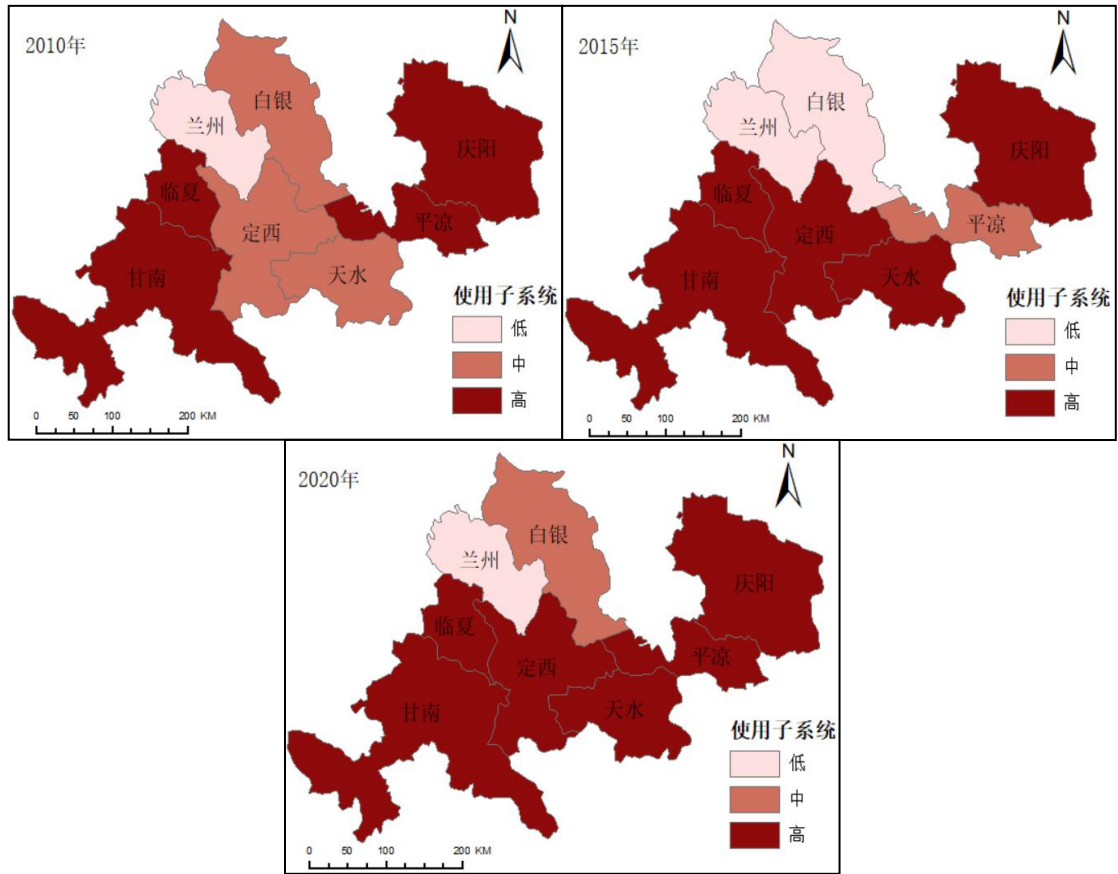 2010年
N
白银
兰州
庆阳
临夏
定西
平凉
甘南
天水
使用子系统
低
中
高
0 50 100 200 KM
2015年
N
白银
兰州
庆阳
临夏
定西
平凉
甘南
天水
使用子系统
低
中
高
0 50 100 200 KM
2020年
N
白银
兰州
庆阳
临夏
定西
平凉
甘南
天水
使用子系统
低
中
高
0 50 100 200 KM